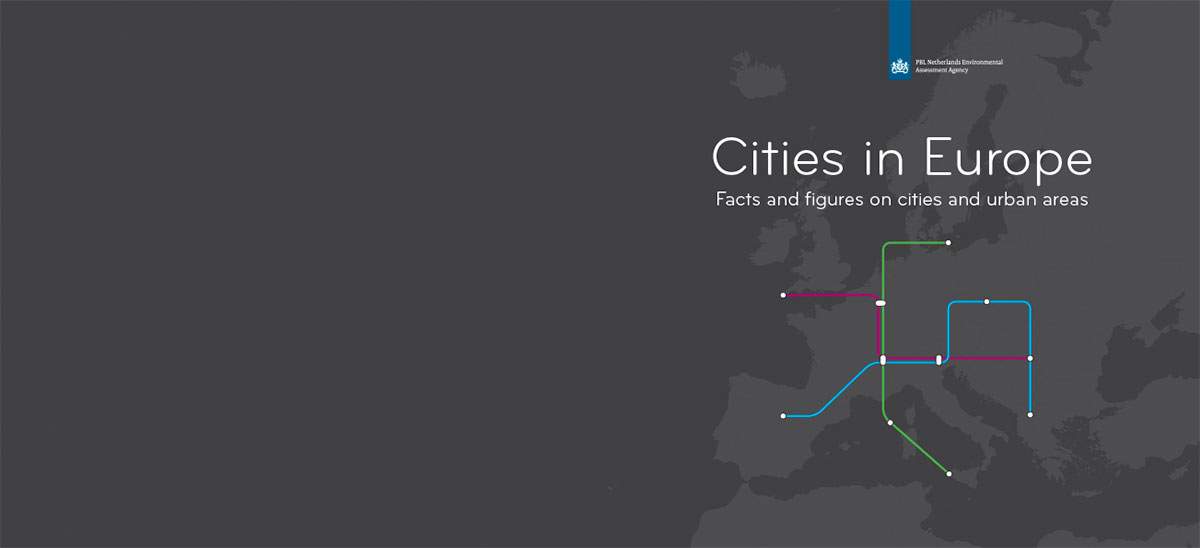 PBL Netherlands Environmental
Assessment Agency
Cities in Europe
Facts and figures on cities and urban areas